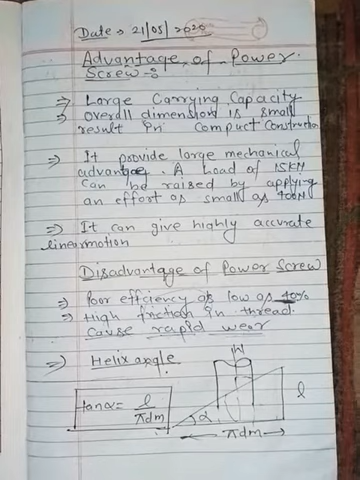 Date → 21/05/2020
Advantage of Power
Screw :-
⇒ Large Carrying Capacity
⇒ Overall dimension is small
result in compact construction
⇒ It provide large mechanical
advantage. A Load of 15KN
can be raised by applying
an effort as small as 400N
⇒ It can give highly accurate
linear motion
Disadvantage of Power Screw
⇒ Poor efficiency as low as 40%
⇒ High friction in thread
cause rapid wear
⇒ Helix angle
W
tanα = l/πdm
α
l
πdm